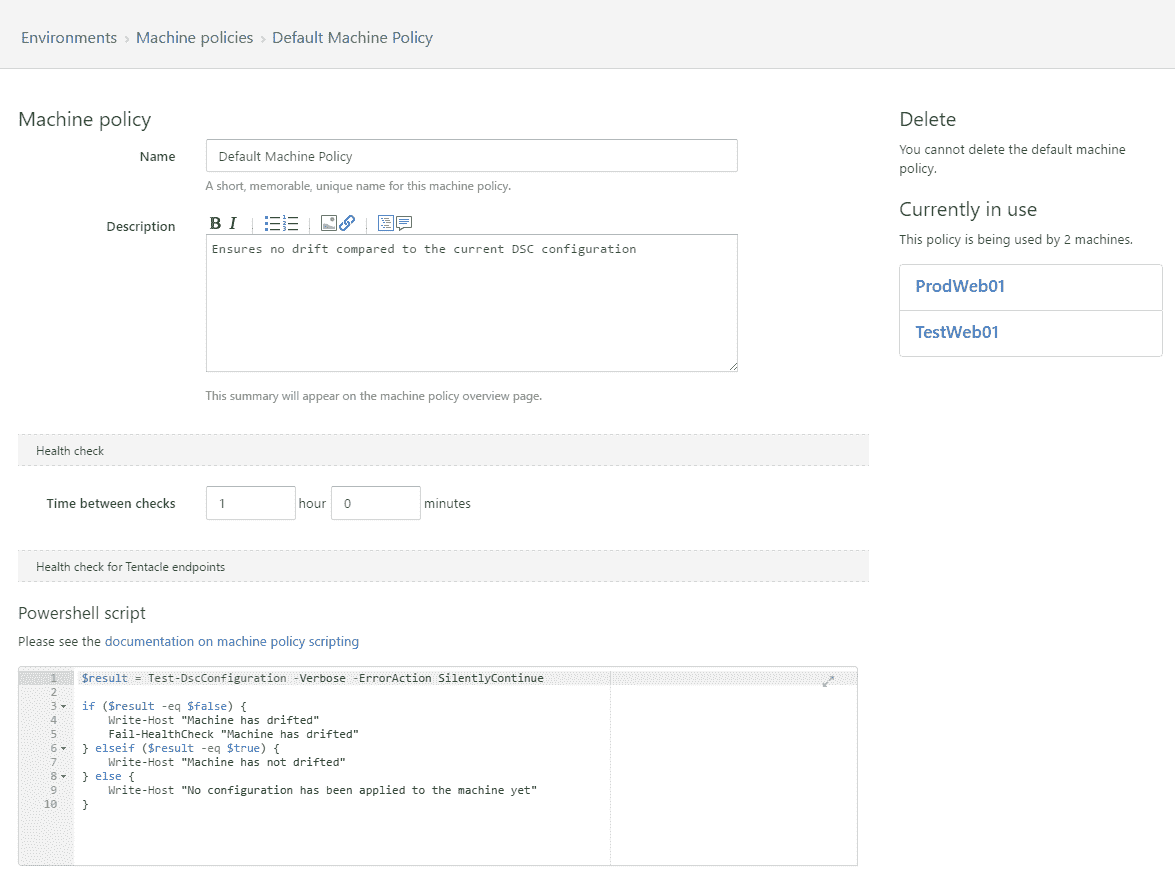 Environments › Machine policies › Default Machine Policy
Machine policy
Name
Default Machine Policy
A short, memorable, unique name for this machine policy.
Description
B I
Ensures no drift compared to the current DSC configuration
This summary will appear on the machine policy overview page.
Health check
Time between checks
1 hour 0 minutes
Health check for Tentacle endpoints
Powershell script
Please see the documentation on machine policy scripting
1 $result = Test-DscConfiguration -Verbose -ErrorAction SilentlyContinue
2
3 if ($result -eq $false) {
4     Write-Host "Machine has drifted"
5     Fail-HealthCheck "Machine has drifted"
6 } elseif ($result -eq $true) {
7     Write-Host "Machine has not drifted"
8 } else {
9     Write-Host "No configuration has been applied to the machine yet"
10 }
Delete
You cannot delete the default machine
policy.
Currently in use
This policy is being used by 2 machines.
ProdWeb01
TestWeb01